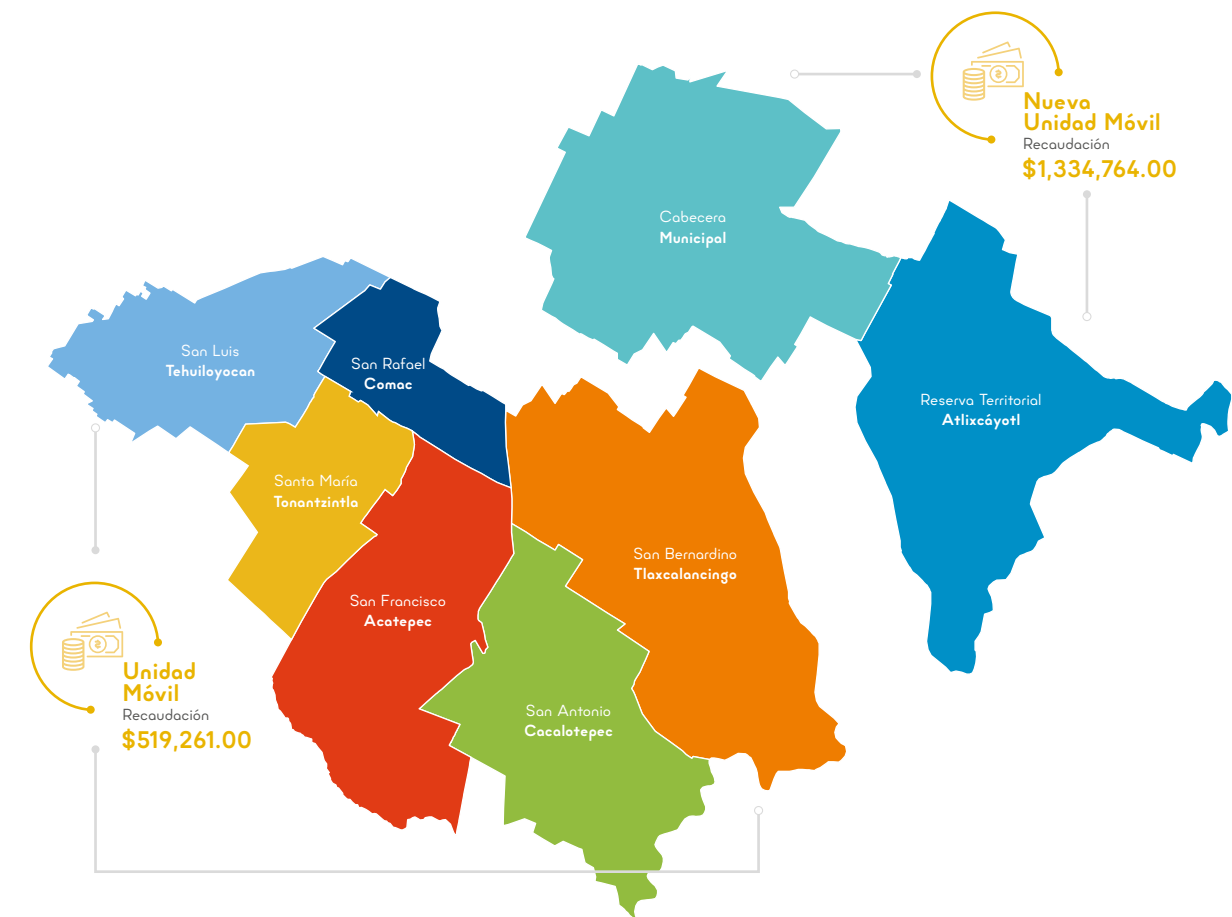 Nueva
Unidad Móvil
Recaudación
$1,334,764.00
Cabecera
Municipal
San Luis
Tehuiloyocan
San Rafael
Comac
Reserva Territorial
Atlixcáyotl
Santa María
Tonantzintla
San Bernardino
Tlaxcalancingo
San Francisco
Acatepec
Unidad
Móvil
Recaudación
$519,261.00
San Antonio
Cacalotepec